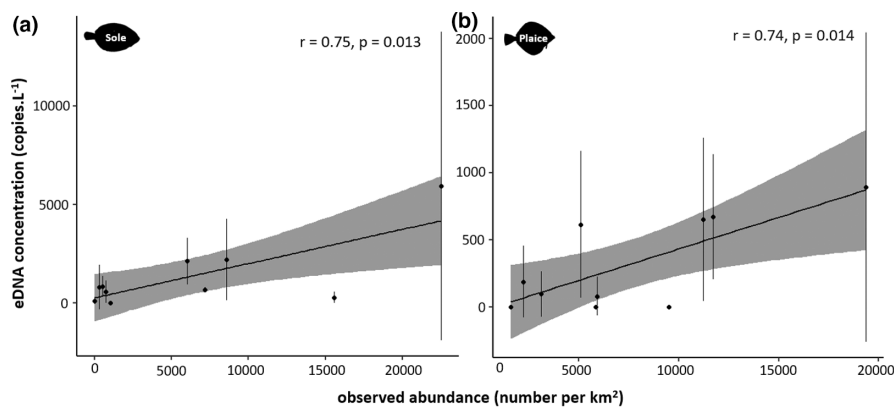 (a)
Sole
r = 0.75, p = 0.013
eDNA concentration (copies.L⁻¹)
10000
5000
0
0 5000 10000 15000 20000
(b)
Plaice
r = 0.74, p = 0.014
2000
1500
1000
500
0
0 5000 10000 15000 20000
observed abundance (number per km²)